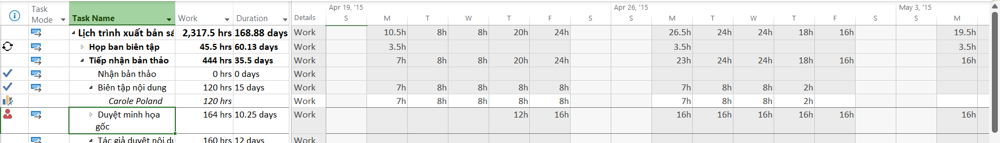 Apr 19, '15 Apr 26, '15 May 3, '15
Task Mode Task Name Work Duration Details S M T W T F S S M T W T F S S M
Lịch trình xuất bản sá 2,317.5 hrs 168.88 days Work 10.5h 8h 8h 20h 24h 26.5h 24h 24h 18h 16h 19.5h
Họp ban biên tập 45.5 hrs 60.13 days Work 3.5h 3.5h 3.5h
Tiếp nhận bản thảo 444 hrs 35.5 days Work 7h 8h 8h 20h 24h 23h 24h 24h 18h 16h 16h
Nhận bản thảo 0 hrs 0 days Work
Biên tập nội dung 120 hrs 15 days Work 7h 8h 8h 8h 8h 7h 8h 8h 2h
Carole Poland 120 hrs Work 7h 8h 8h 8h 8h 7h 8h 8h 2h
Duyệt minh họa gốc 164 hrs 10.25 days Work 12h 16h 16h 16h 16h 16h 16h 16h
Tác giả duyệt nội 160 hrs 12 days Work